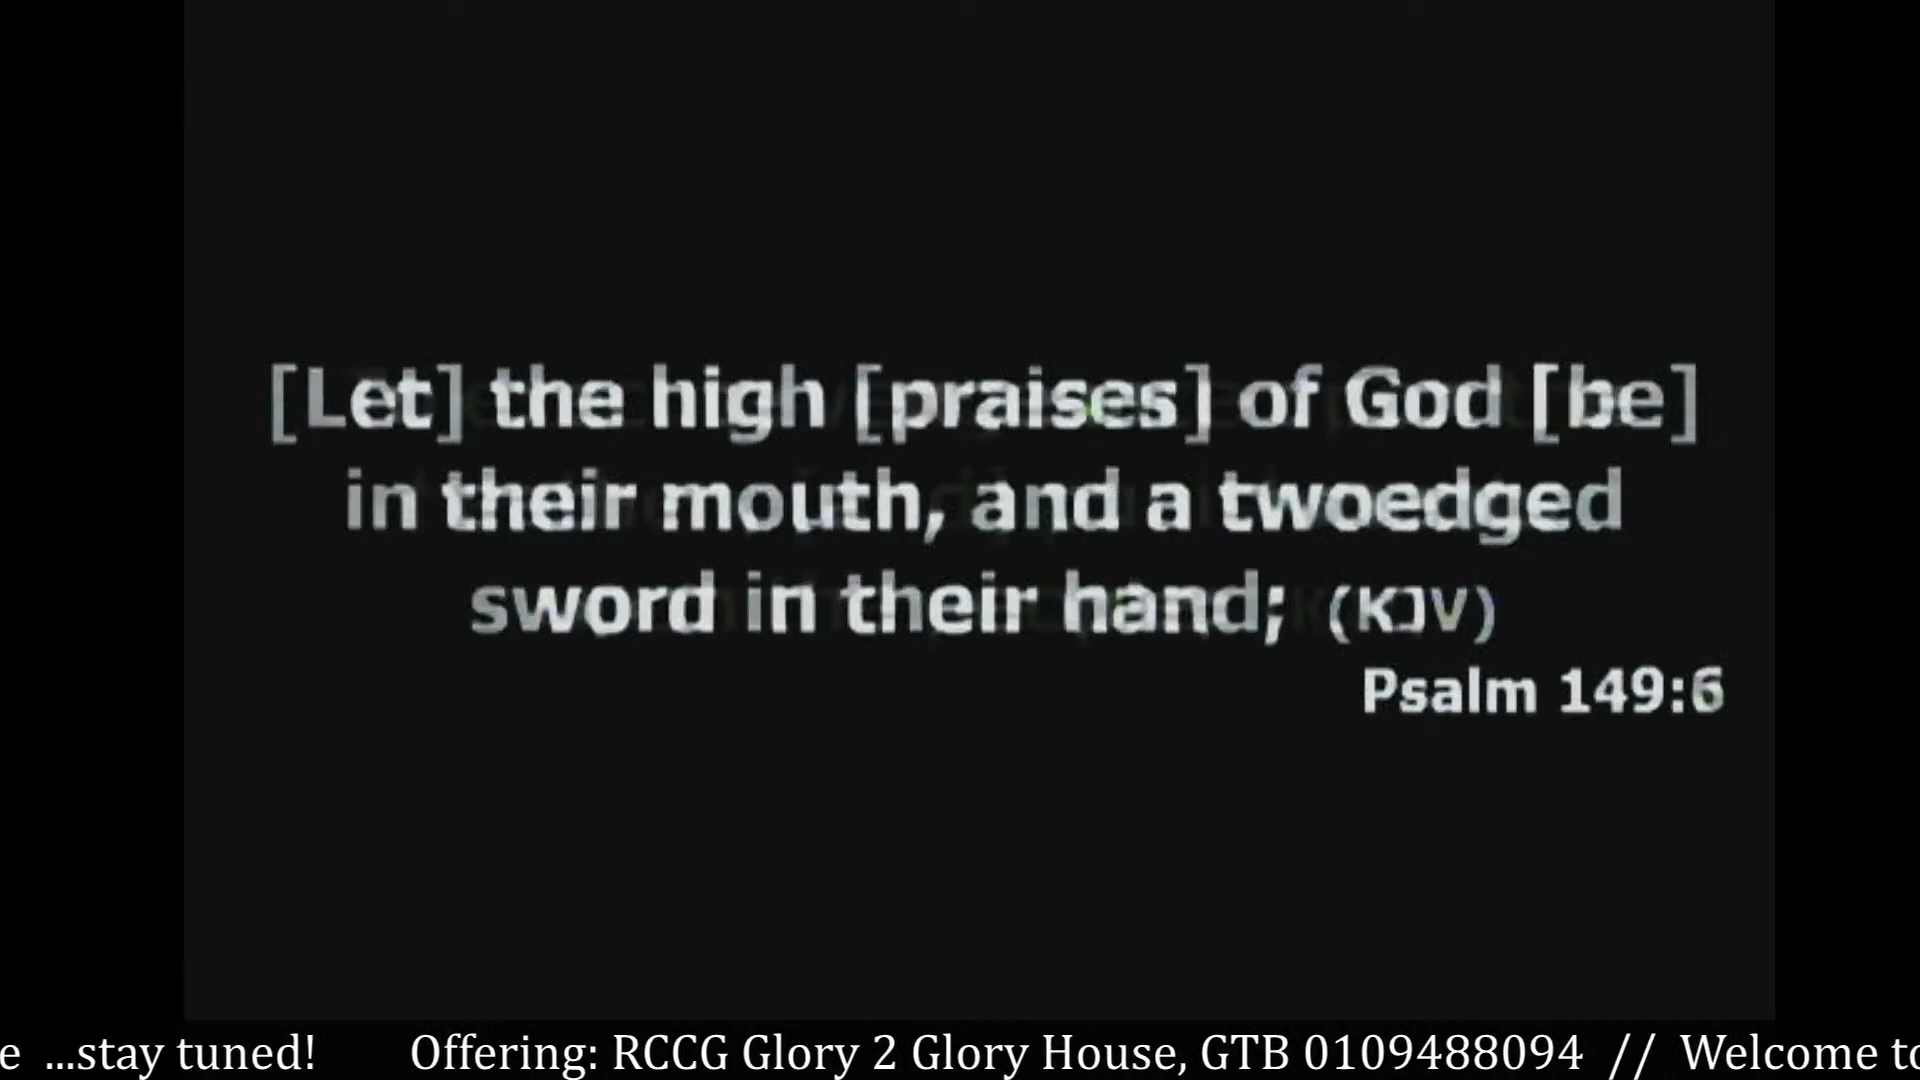 [Let] the high [praises] of God [be]
in their mouth, and a twoedged
sword in their hand; (KJV)
Psalm 149:6
e ...stay tuned! Offering: RCCG Glory 2 Glory House, GTB 0109488094 // Welcome to